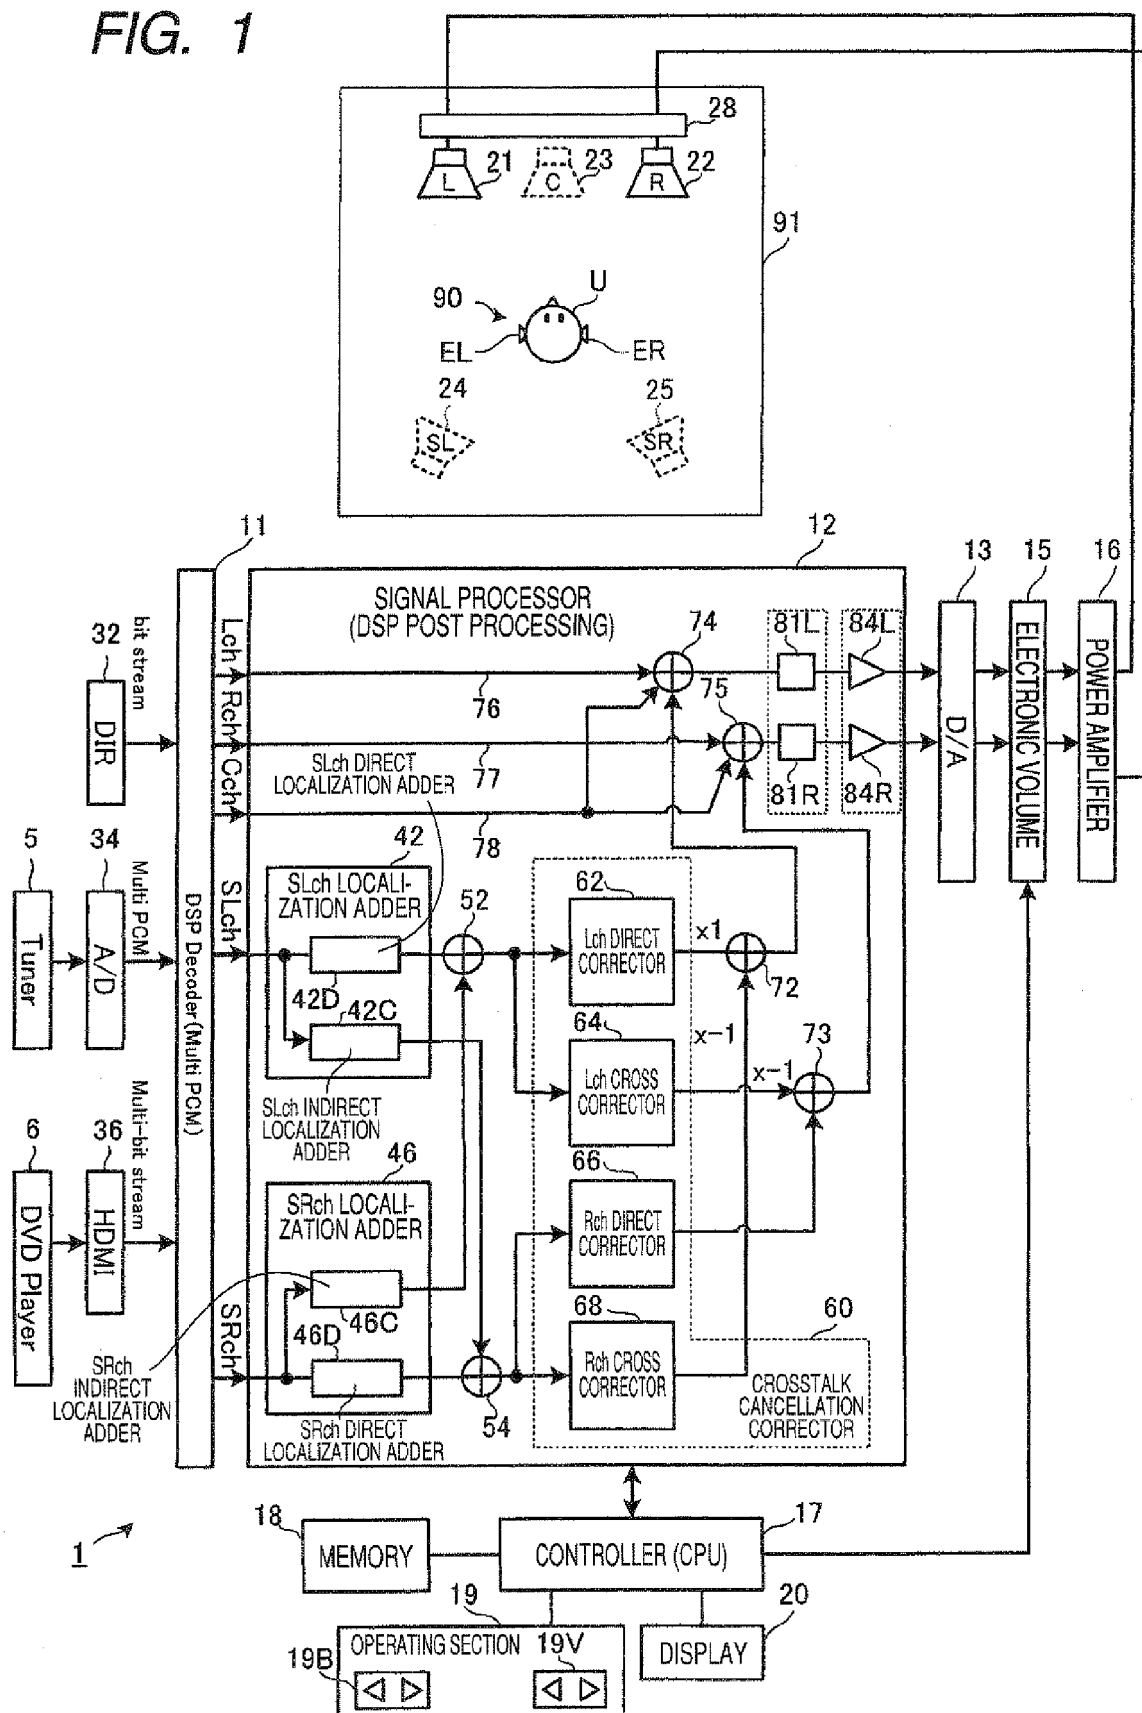 FIG. 1
28
21
23
22
L
C
R
91
U
90
EL
ER
24
25
SL
SR
11
12
13
15
16
SIGNAL PROCESSOR
(DSP POST PROCESSING)
74
81L
84L
32
bit stream
Lch
DIR
76
75
Rch
77
SLch DIRECT
LOCALIZATION ADDER
81R
84R
D/A
ELECTRONIC VOLUME
POWER AMPLIFIER
Cch
78
5
34
Multi PCM
DSP Decoder(Multi PCM)
SLch
42
SLch LOCALI-
ZATION ADDER
52
62
Lch DIRECT
CORRECTOR
x1
72
Tuner
A/D
42D
42C
64
x-1
73
Lch CROSS
CORRECTOR
x-1
SLch INDIRECT
LOCALIZATION
ADDER
6
36
Multi-bit stream
46
66
SRch LOCALI-
ZATION ADDER
Rch DIRECT
CORRECTOR
DVD Player
HDMI
46C
68
60
SRch
46D
Rch CROSS
CORRECTOR
SRch
INDIRECT
LOCALIZATION
ADDER
54
CROSSTALK
CANCELLATION
CORRECTOR
SRch DIRECT
LOCALIZATION ADDER
1
18
17
MEMORY
CONTROLLER (CPU)
19
20
OPERATING SECTION
19V
DISPLAY
19B